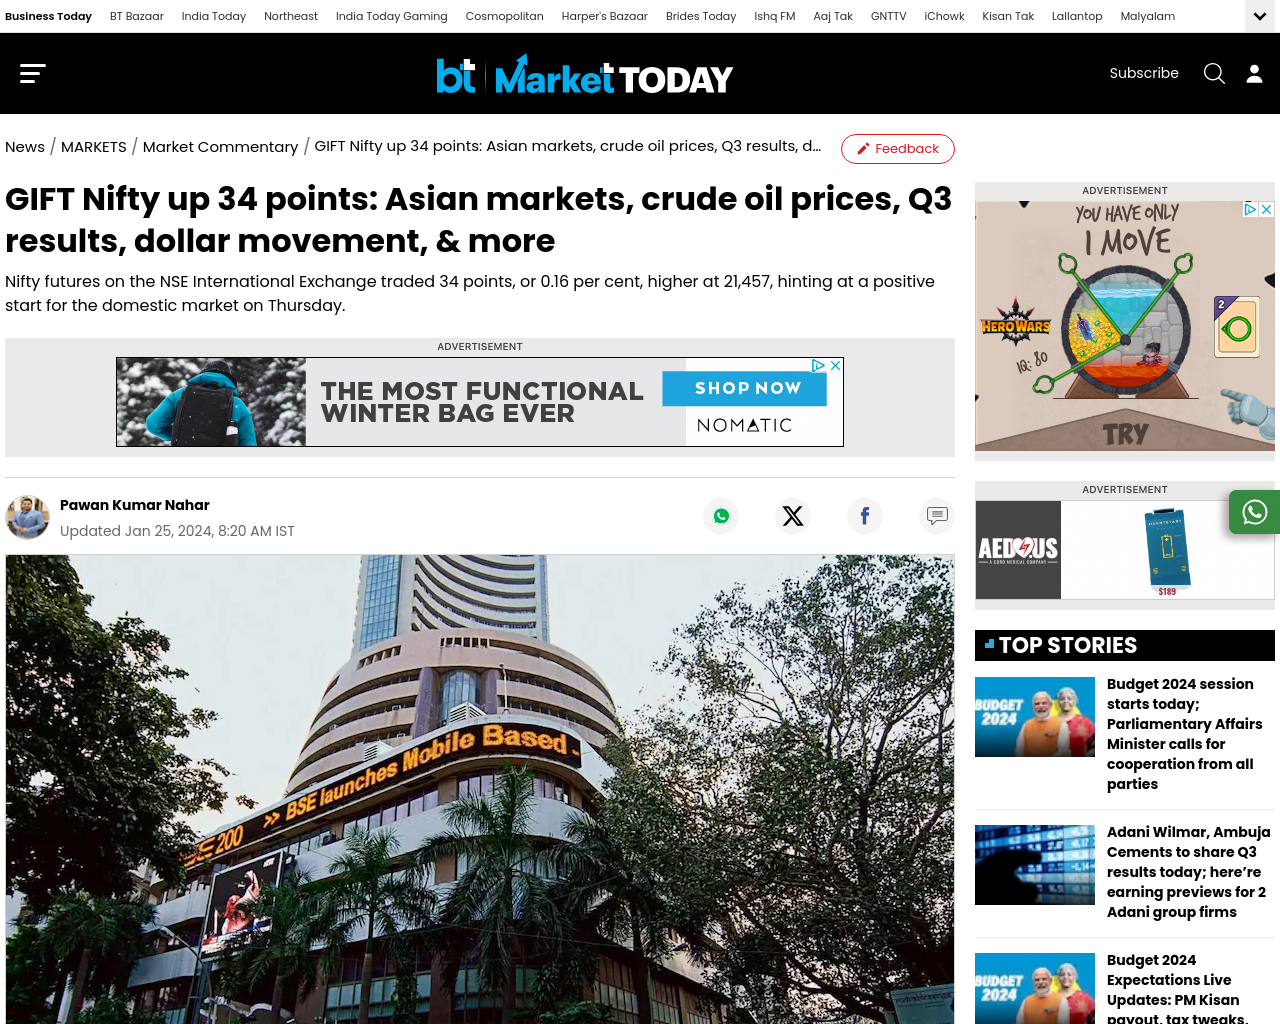 Business Today BT Bazaar India Today Northeast India Today Gaming Cosmopolitan Harper's Bazaar Brides Today Ishq FM Aaj Tak GNTTV iChowk Kisan Tak Lallantop Malyalam
bt Market TODAY
Subscribe
News / MARKETS / Market Commentary / GIFT Nifty up 34 points: Asian markets, crude oil prices, Q3 results, d...
Feedback
GIFT Nifty up 34 points: Asian markets, crude oil prices, Q3
results, dollar movement, & more
Nifty futures on the NSE International Exchange traded 34 points, or 0.16 per cent, higher at 21,457, hinting at a positive
start for the domestic market on Thursday.
ADVERTISEMENT
THE MOST FUNCTIONAL
WINTER BAG EVER
SHOP NOW
NOMATIC
Pawan Kumar Nahar
Updated Jan 25, 2024, 8:20 AM IST
200 >> BSE launches Mobile Based -
ADVERTISEMENT
YOU HAVE ONLY
1 MOVE
HERO WARS
2
IQ: 80
TRY
ADVERTISEMENT
AED US
A CORO MEDICAL COMPANY
HEARTSTART
$189
TOP STORIES
BUDGET
2024
Budget 2024 session
starts today;
Parliamentary Affairs
Minister calls for
cooperation from all
parties
Adani Wilmar, Ambuja
Cements to share Q3
results today; here're
earning previews for 2
Adani group firms
BUDGET
2024
Budget 2024
Expectations Live
Updates: PM Kisan
payout, tax tweaks,